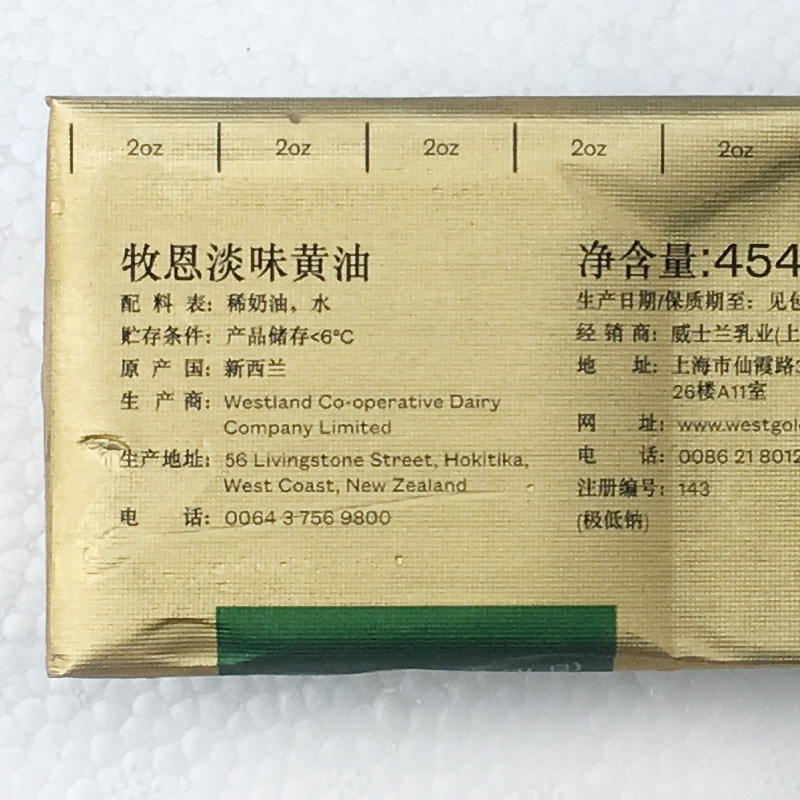 2oz 2oz 2oz 2oz 2oz
牧恩淡味黄油
配料表：稀奶油，水
贮存条件：产品储存<6°C
原产国：新西兰
生产商：Westland Co-operative Dairy
Company Limited
生产地址：56 Livingstone Street, Hokitika,
West Coast, New Zealand
电话：0064 3 756 9800
净含量:454
生产日期/保质期至：见包
经销商：威士兰乳业(上
地址：上海市仙霞路3
26楼A11室
网址：www.westgol
电话：0086 21 8012
注册编号：143
(极低钠)